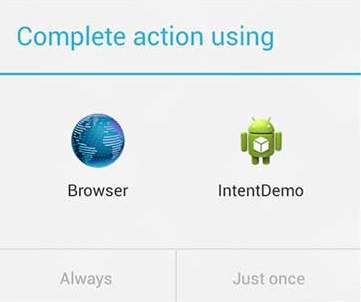 Complete action using
Browser
IntentDemo
Always
Just once